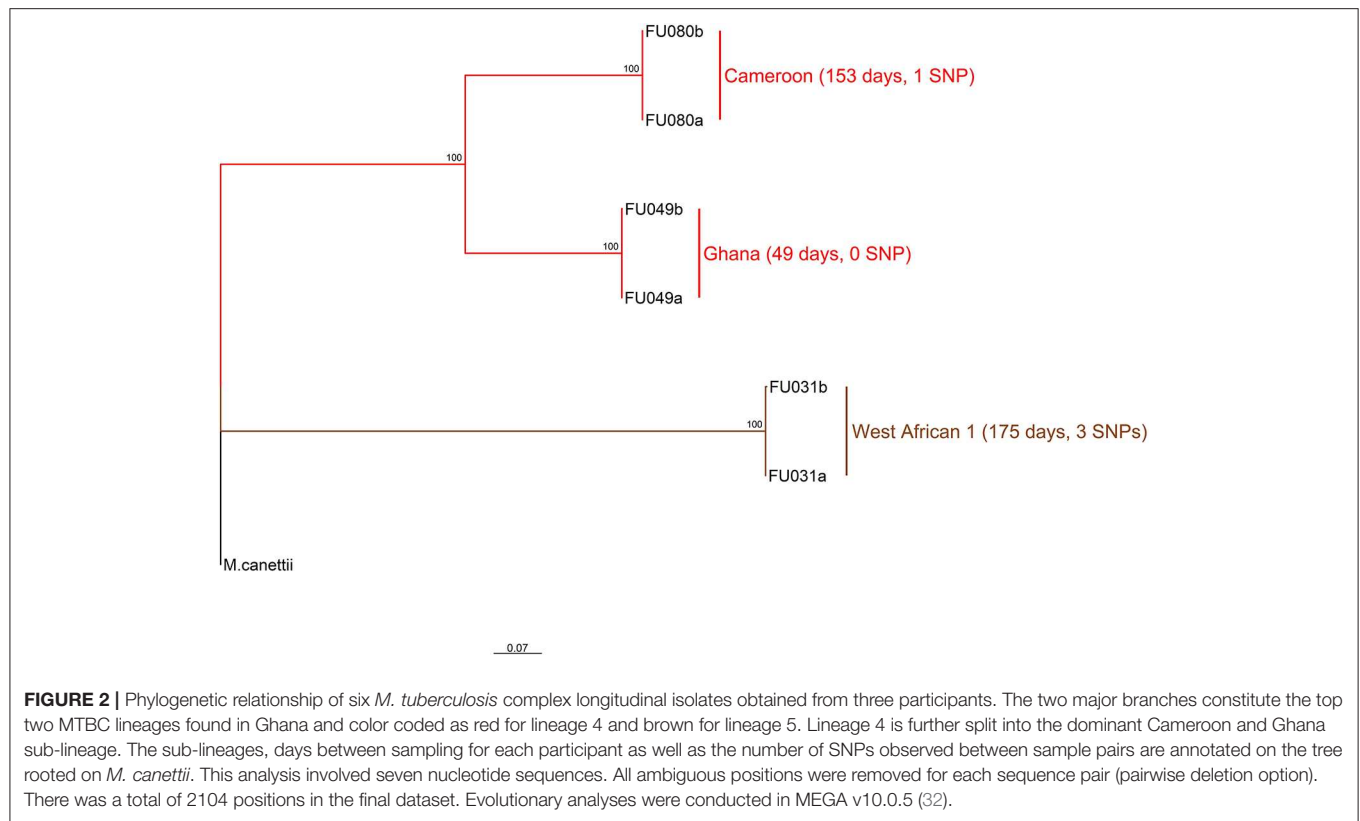 FU080b
100
Cameroon (153 days, 1 SNP)
FU080a
100
FU049b
100
Ghana (49 days, 0 SNP)
FU049a
FU031b
100
West African 1 (175 days, 3 SNPs)
FU031a
M.canettii
0.07
FIGURE 2 | Phylogenetic relationship of six M. tuberculosis complex longitudinal isolates obtained from three participants. The two major branches constitute the top
two MTBC lineages found in Ghana and color coded as red for lineage 4 and brown for lineage 5. Lineage 4 is further split into the dominant Cameroon and Ghana
sub-lineage. The sub-lineages, days between sampling for each participant as well as the number of SNPs observed between sample pairs are annotated on the tree
rooted on M. canettii. This analysis involved seven nucleotide sequences. All ambiguous positions were removed for each sequence pair (pairwise deletion option).
There was a total of 2104 positions in the final dataset. Evolutionary analyses were conducted in MEGA v10.0.5 (32).